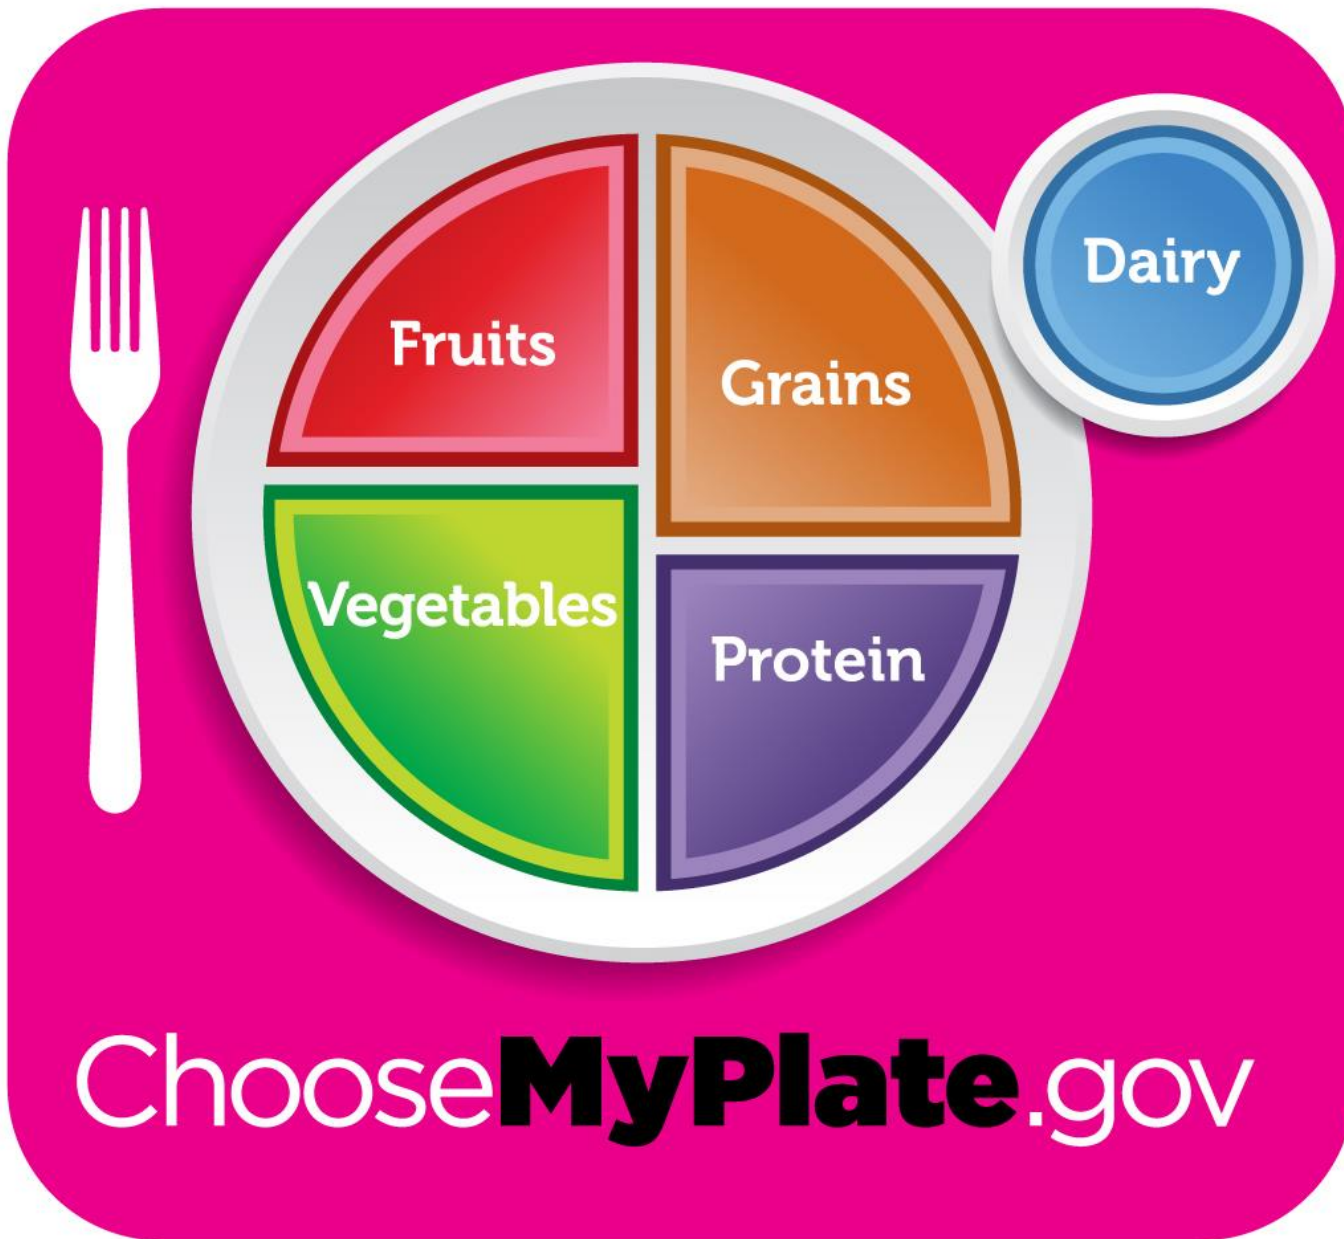 Fruits
Grains
Dairy
Vegetables
Protein
ChooseMyPlate.gov